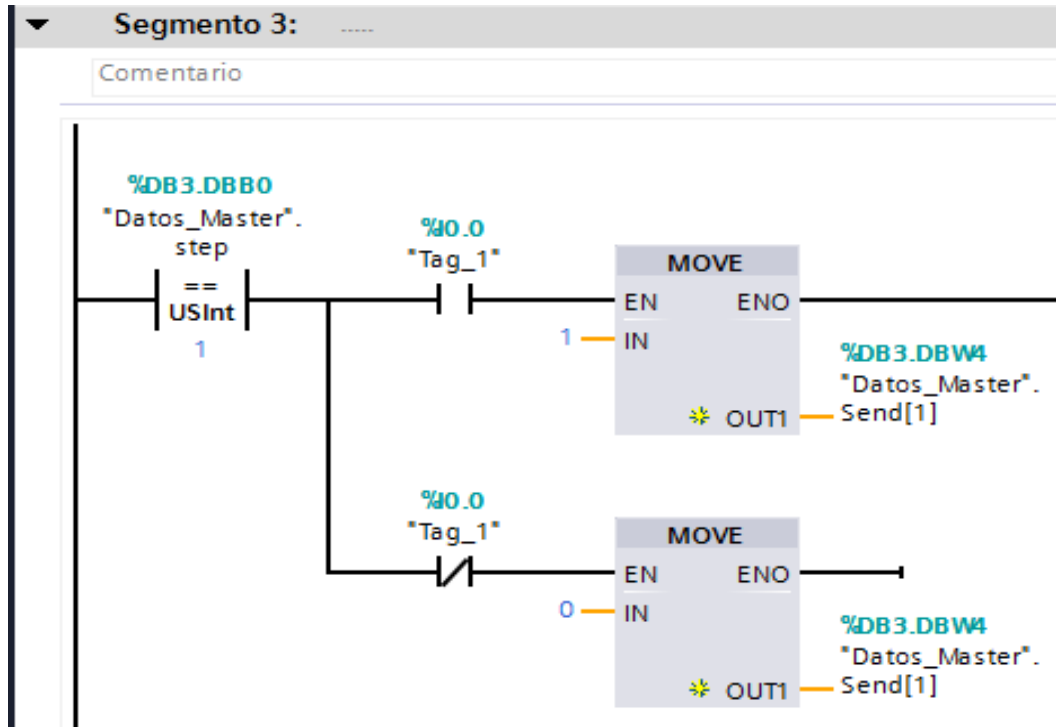 Segmento 3: .....
Comentario
%DB3.DBB0
"Datos_Master".
step
==
USInt
1
%I0.0
"Tag_1"
MOVE
EN ENO
1 IN
OUT1
%DB3.DBW4
"Datos_Master".
Send[1]
%I0.0
"Tag_1"
MOVE
EN ENO
0 IN
OUT1
%DB3.DBW4
"Datos_Master".
Send[1]